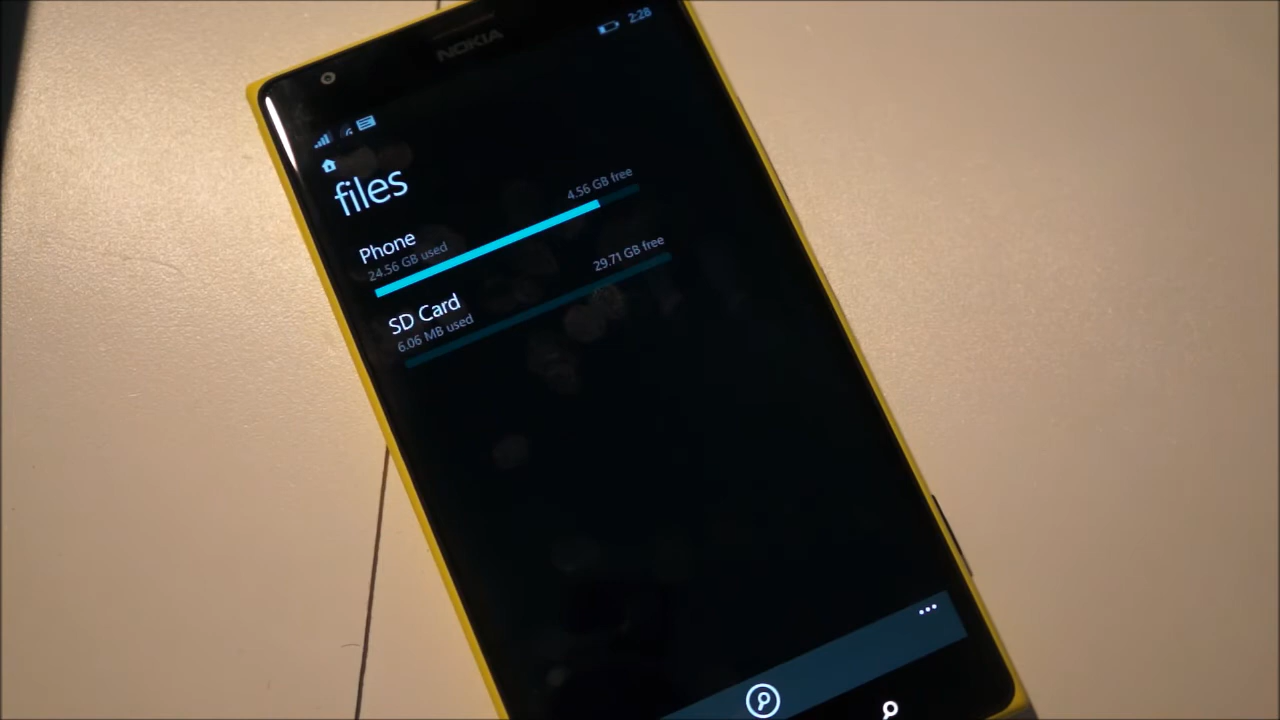 NOKIA
2:28
files
4.56 GB free
Phone
24.56 GB used
29.71 GB free
SD Card
6.06 MB used